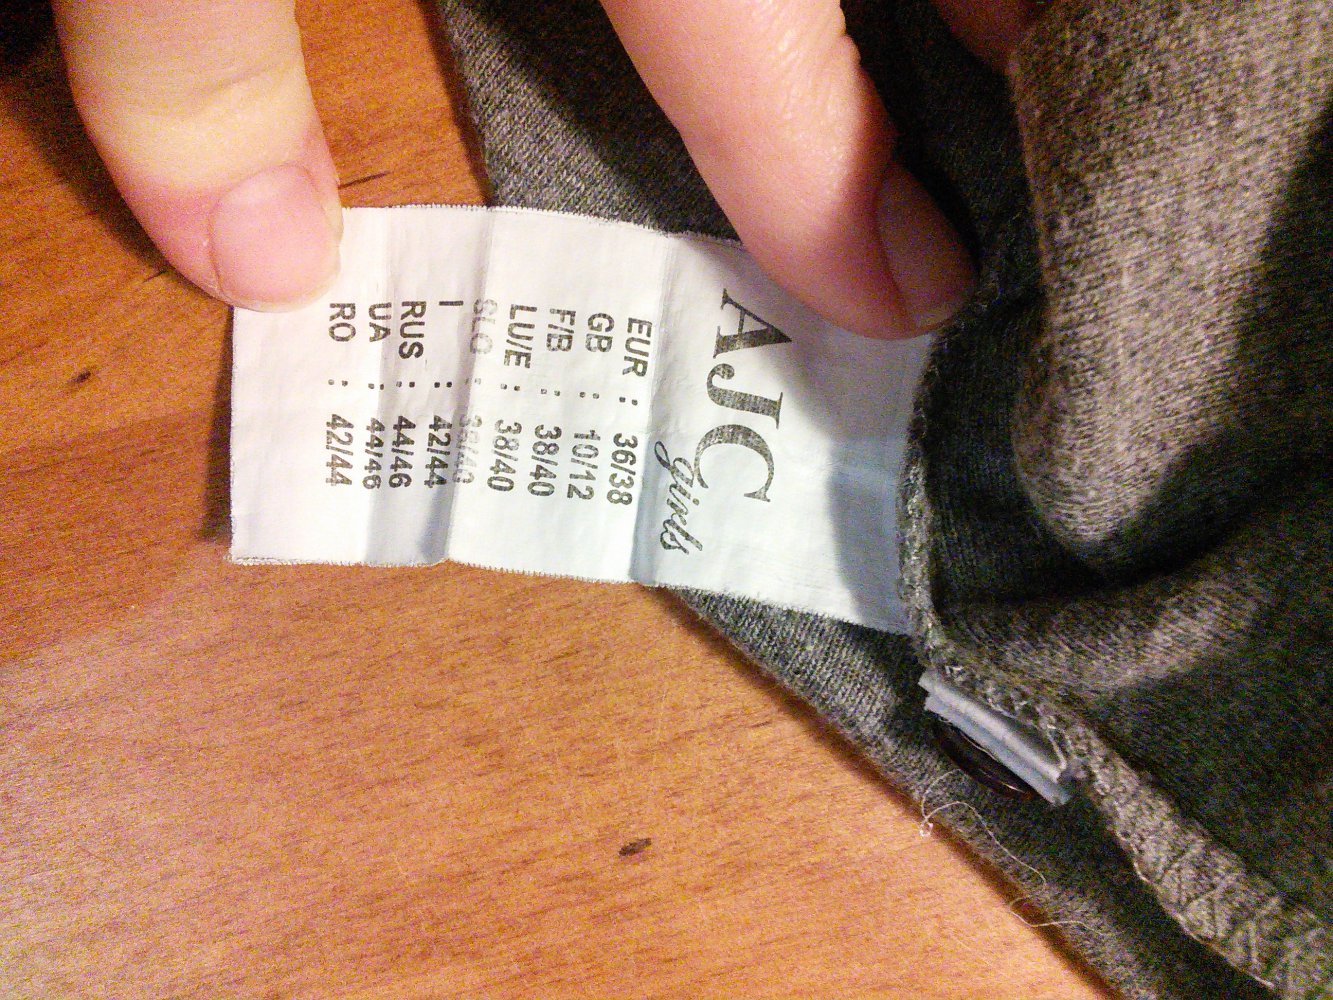 AJC
girls
EUR : 36/38
GB : 10/12
F/B : 38/40
LU/E : 38/40
SLO : 38/40
I : 42/44
RUS : 44/46
UA : 44/46
RO : 42/44